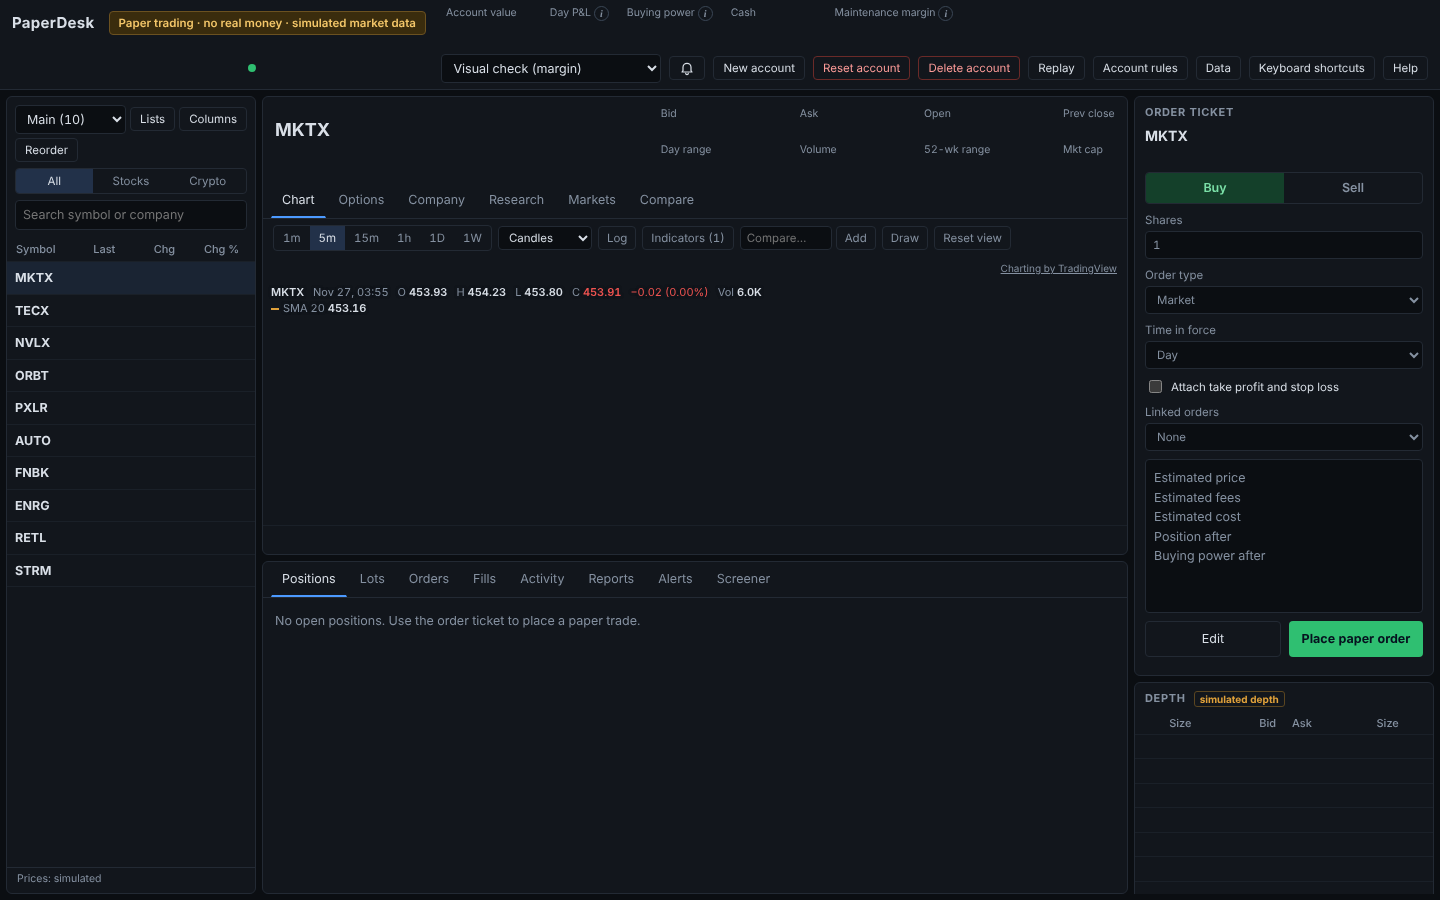 PaperDesk
Paper trading · no real money · simulated market data
Account value
Day P&L i
Buying power i
Cash
Maintenance margin i
Visual check (margin)
New account
Reset account
Delete account
Replay
Account rules
Data
Keyboard shortcuts
Help
Main (10)
Lists
Columns
Reorder
All
Stocks
Crypto
Search symbol or company
Symbol Last Chg Chg %
MKTX
TECX
NVLX
ORBT
PXLR
AUTO
FNBK
ENRG
RETL
STRM
Prices: simulated
MKTX
Bid Ask Open Prev close
Day range Volume 52-wk range Mkt cap
Chart Options Company Research Markets Compare
1m 5m 15m 1h 1D 1W Candles Log Indicators (1) Compare... Add Draw Reset view
Charting by TradingView
MKTX Nov 27, 03:55 O 453.93 H 454.23 L 453.80 C 453.91 −0.02 (0.00%) Vol 6.0K
SMA 20 453.16
Positions Lots Orders Fills Activity Reports Alerts Screener
No open positions. Use the order ticket to place a paper trade.
ORDER TICKET
MKTX
Buy Sell
Shares
1
Order type
Market
Time in force
Day
Attach take profit and stop loss
Linked orders
None
Estimated price
Estimated fees
Estimated cost
Position after
Buying power after
Edit
Place paper order
DEPTH simulated depth
Size Bid Ask Size